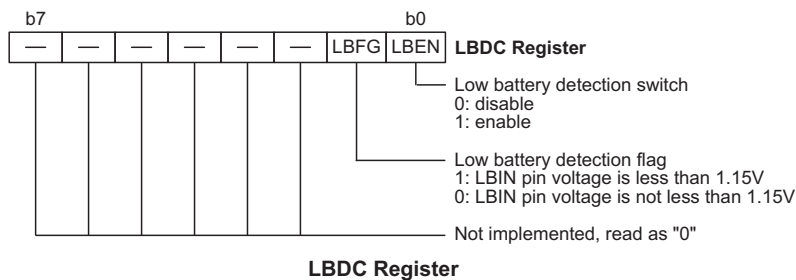 b7 b0
— — — — — — LBFG LBEN LBDC Register
Low battery detection switch
0: disable
1: enable
Low battery detection flag
1: LBIN pin voltage is less than 1.15V
0: LBIN pin voltage is not less than 1.15V
Not implemented, read as "0"
LBDC Register